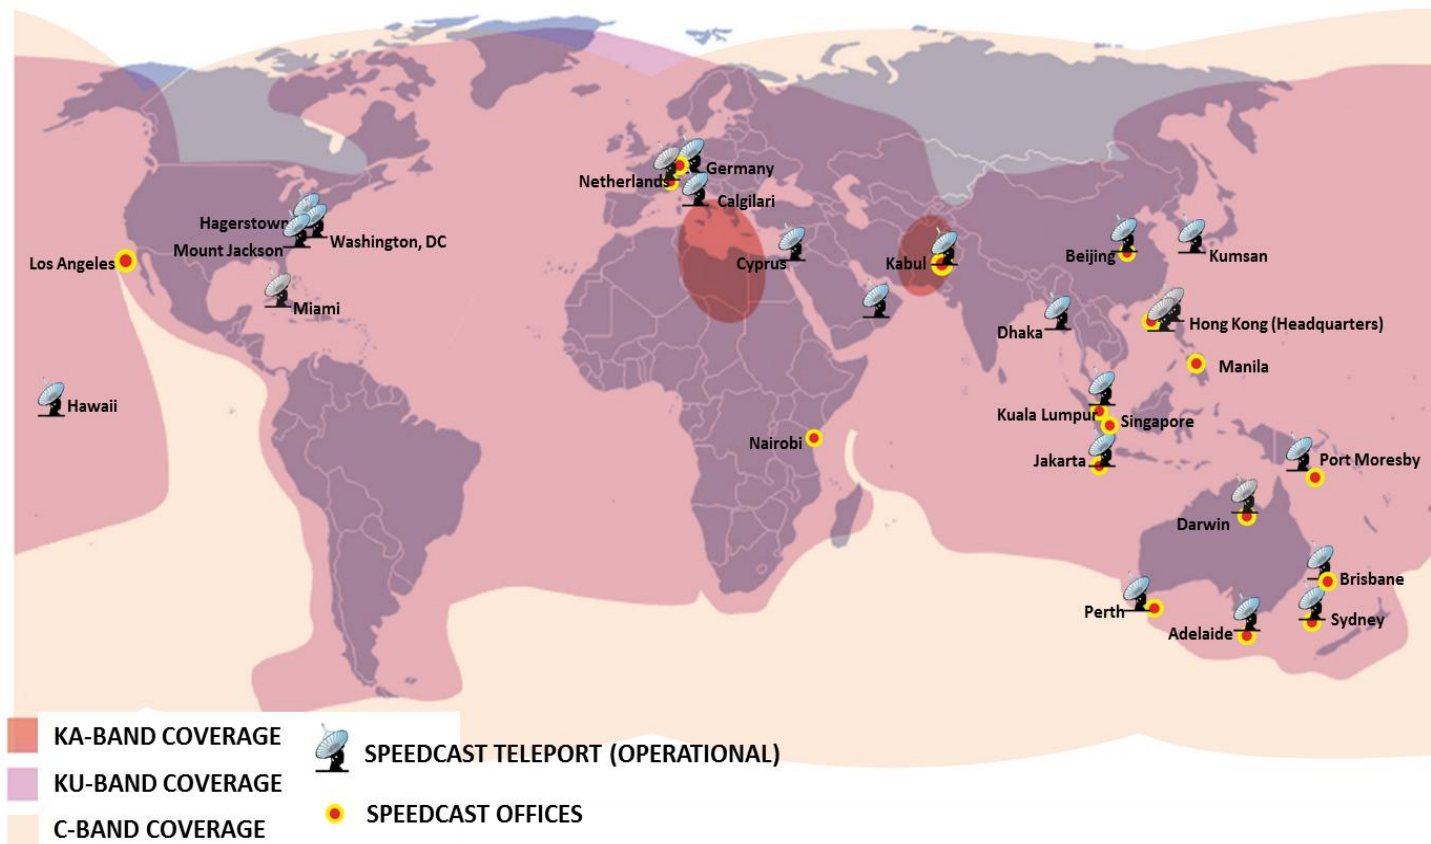 Germany
Netherlands
Calgilari
Hagerstown
Washington, DC
Mount Jackson
Los Angeles
Cyprus
Kabul
Beijing
Kumsan
Miami
Dhaka
Hong Kong (Headquarters)
Manila
Hawaii
Kuala Lumpur
Singapore
Nairobi
Jakarta
Port Moresby
Darwin
Brisbane
Perth
Sydney
Adelaide
KA-BAND COVERAGE
KU-BAND COVERAGE
C-BAND COVERAGE
SPEEDCAST TELEPORT (OPERATIONAL)
SPEEDCAST OFFICES